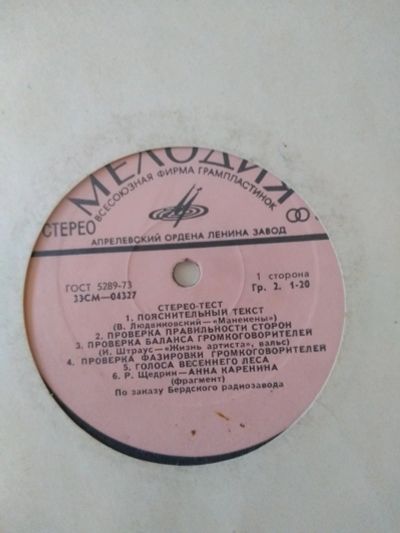 МЕЛОДИЯ
ВСЕСОЮЗНАЯ ФИРМА ГРАМПЛАСТИНОК
СТЕРЕО
АПРЕЛЕВСКИЙ ОРДЕНА ЛЕНИНА ЗАВОД
ГОСТ 5289-73
33СМ—04327
1 сторона
Гр. 2. 1-20
СТЕРЕО-ТЕСТ
1. ПОЯСНИТЕЛЬНЫЙ ТЕКСТ
(В. Людвиковский—«Манекены»)
2. ПРОВЕРКА ПРАВИЛЬНОСТИ СТОРОН
3. ПРОВЕРКА БАЛАНСА ГРОМКОГОВОРИТЕЛЕЙ
(И. Штраус—«Жизнь артиста», вальс)
4. ПРОВЕРКА ФАЗИРОВКИ ГРОМКОГОВОРИТЕЛЕЙ
5. ГОЛОСА ВЕСЕННЕГО ЛЕСА
6. Р. Щедрин—АННА КАРЕНИНА
(Фрагмент)
По заказу Бердского радиозавода